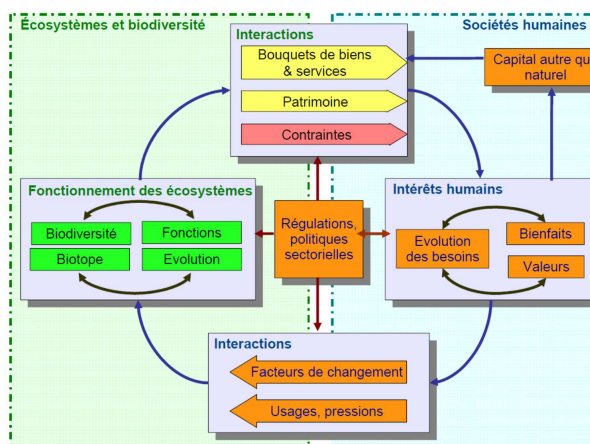 Écosystèmes et biodiversité
Sociétés humaines
Interactions
Bouquets de biens
& services
Patrimoine
Contraintes
Capital autre qu
naturel
Fonctionnement des écosystèmes
Biodiversité
Fonctions
Biotope
Evolution
Régulations,
politiques
sectorielles
Intérêts humains
Evolution
des besoins
Bienfaits
Valeurs
Interactions
Facteurs de changement
Usages, pressions